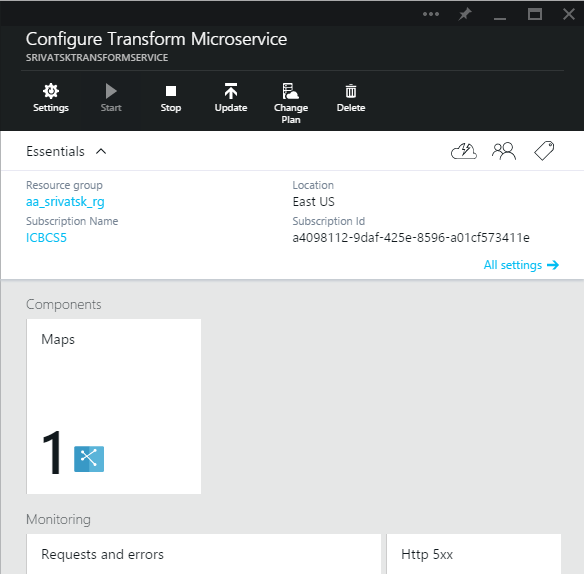 Configure Transform Microservice
SRIVATSKTRANSFORMSERVICE
Settings
Start
Stop
Update
Change
Plan
Delete
Essentials
Resource group
Location
aa_srivatsk_rg
East US
Subscription Name
Subscription Id
ICBCS5
a4098112-9daf-425e-8596-a01cf573411e
All settings
Components
Maps
1
Monitoring
Requests and errors
Http 5xx